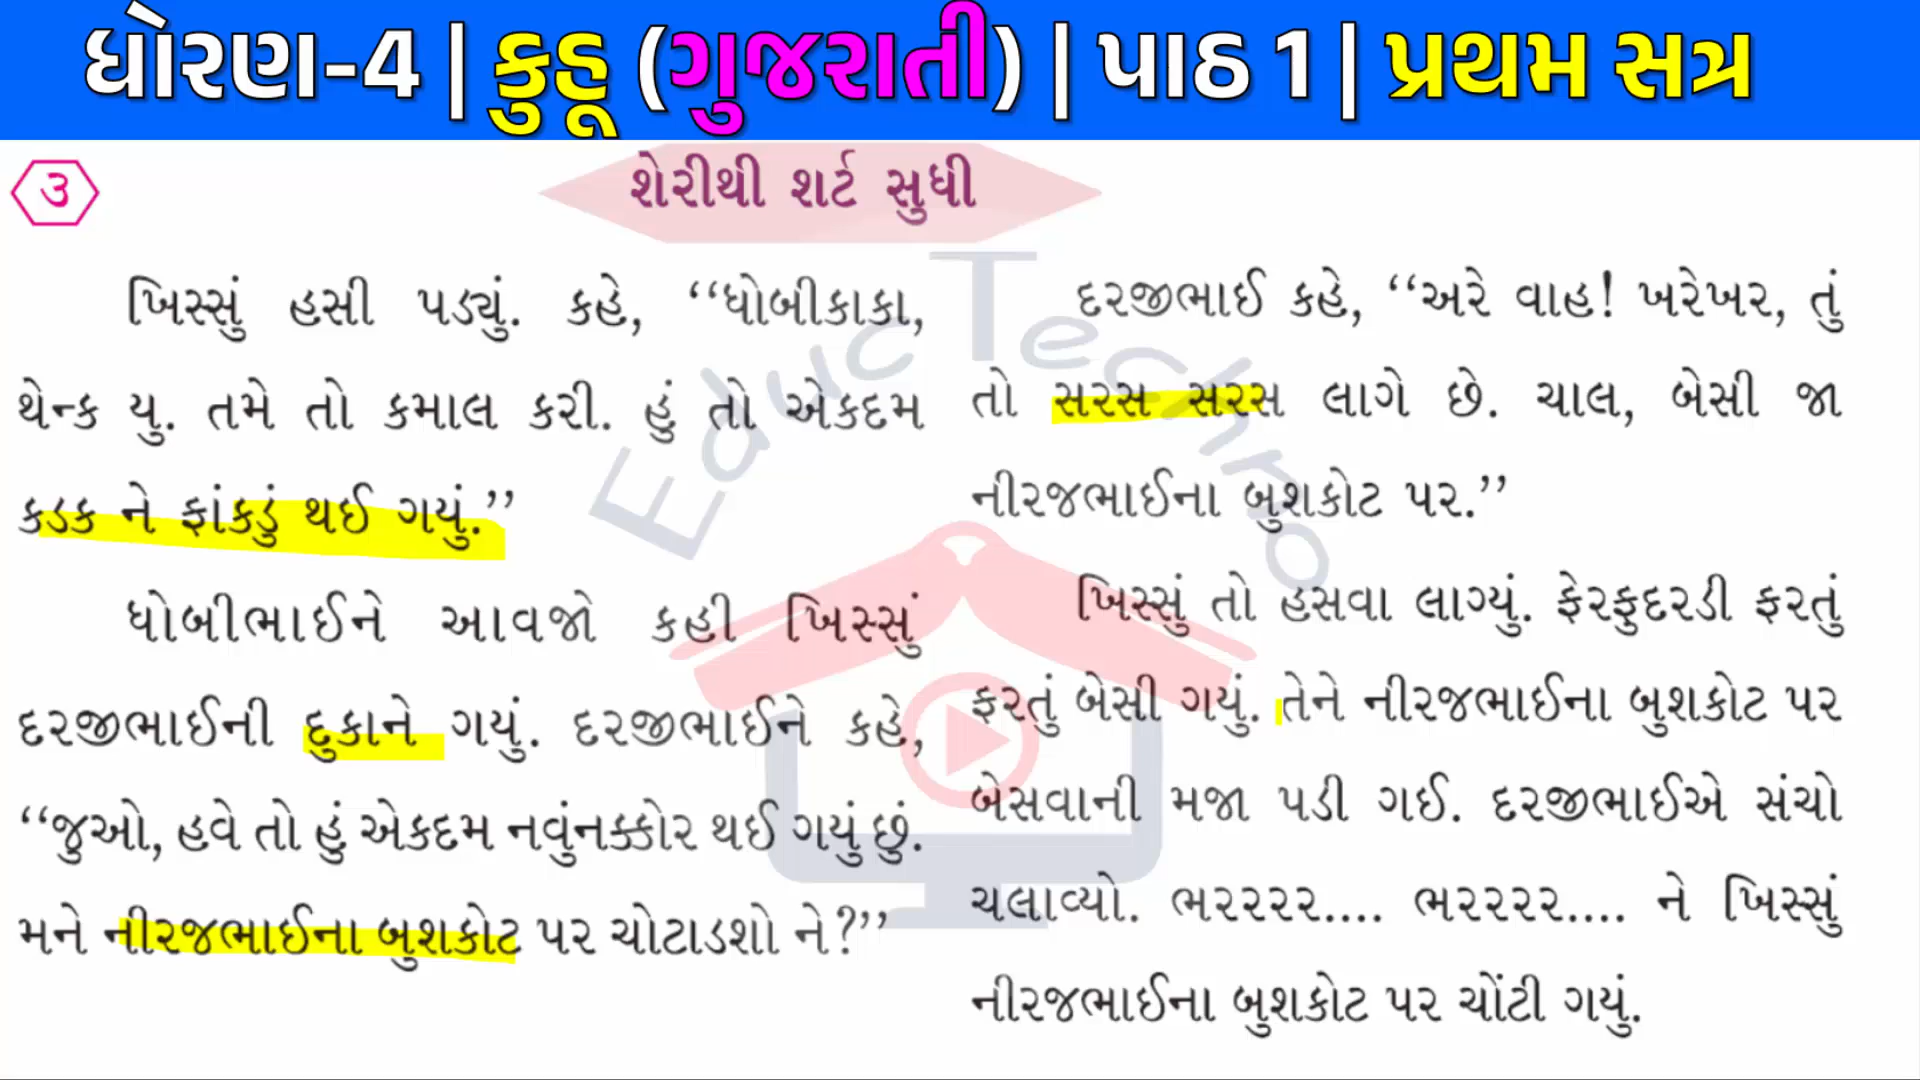 ધોરણ-4 | કુહૂ (ગુજરાતી) | પાઠ 1 | પ્રથમ સત્ર
૩
શેરીથી શર્ટ સુધી
ખિસ્સું હસી પડ્યું. કહે, ‘‘ધોબીકાકા,
થેન્ક યુ. તમે તો કમાલ કરી. હું તો એકદમ
કડક ને ફાંકડું થઈ ગયું.’’
ધોબીભાઈને આવજો કહી ખિસ્સું
દરજીભાઈની દુકાને ગયું. દરજીભાઈને કહે,
‘‘જુઓ, હવે તો હું એકદમ નવુંનક્કોર થઈ ગયું છું.
મને નીરજભાઈના બુશકોટ પર ચોટાડશો ને?’’
દરજીભાઈ કહે, ‘‘અરે વાહ! ખરેખર, તું
તો સરસ સરસ લાગે છે. ચાલ, બેસી જા
નીરજભાઈના બુશકોટ પર.’’
ખિસ્સું તો હસવા લાગ્યું. ફેરફુદરડી ફરતું
ફરતું બેસી ગયું. તેને નીરજભાઈના બુશકોટ પર
બેસવાની મજા પડી ગઈ. દરજીભાઈએ સંચો
ચલાવ્યો. ભરરરરર.... ભરરરરર.... ને ખિસ્સું
નીરજભાઈના બુશકોટ પર ચોંટી ગયું.
EducTechno